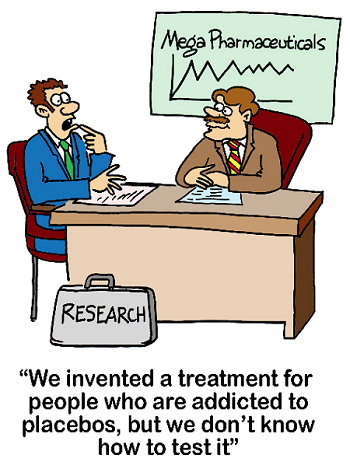 Mega Pharmaceuticals
RESEARCH
“We invented a treatment for
people who are addicted to
placebos, but we don’t know
how to test it”